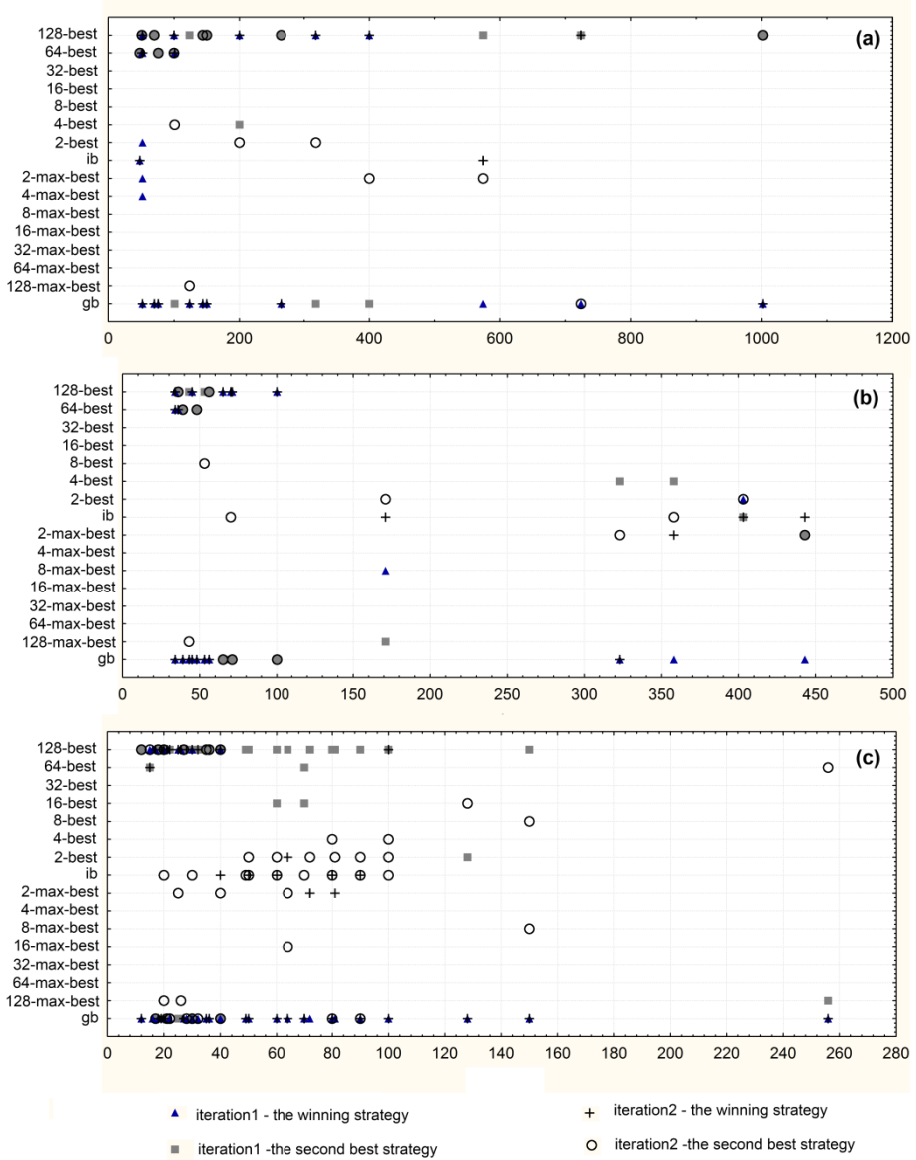 128-best
(a)
64-best
32-best
16-best
8-best
4-best
2-best
ib
2-max-best
4-max-best
8-max-best
16-max-best
32-max-best
64-max-best
128-max-best
gb
0 200 400 600 800 1000 1200
128-best
(b)
64-best
32-best
16-best
8-best
4-best
2-best
ib
2-max-best
4-max-best
8-max-best
16-max-best
32-max-best
64-max-best
128-max-best
gb
0 50 100 150 200 250 300 350 400 450 500
128-best
(c)
64-best
32-best
16-best
8-best
4-best
2-best
ib
2-max-best
4-max-best
8-max-best
16-max-best
32-max-best
64-max-best
128-max-best
gb
0 20 40 60 80 100 120 140 160 180 200 220 240 260 280
iteration1 - the winning strategy
iteration2 - the winning strategy
iteration1 -the second best strategy
iteration2 -the second best strategy